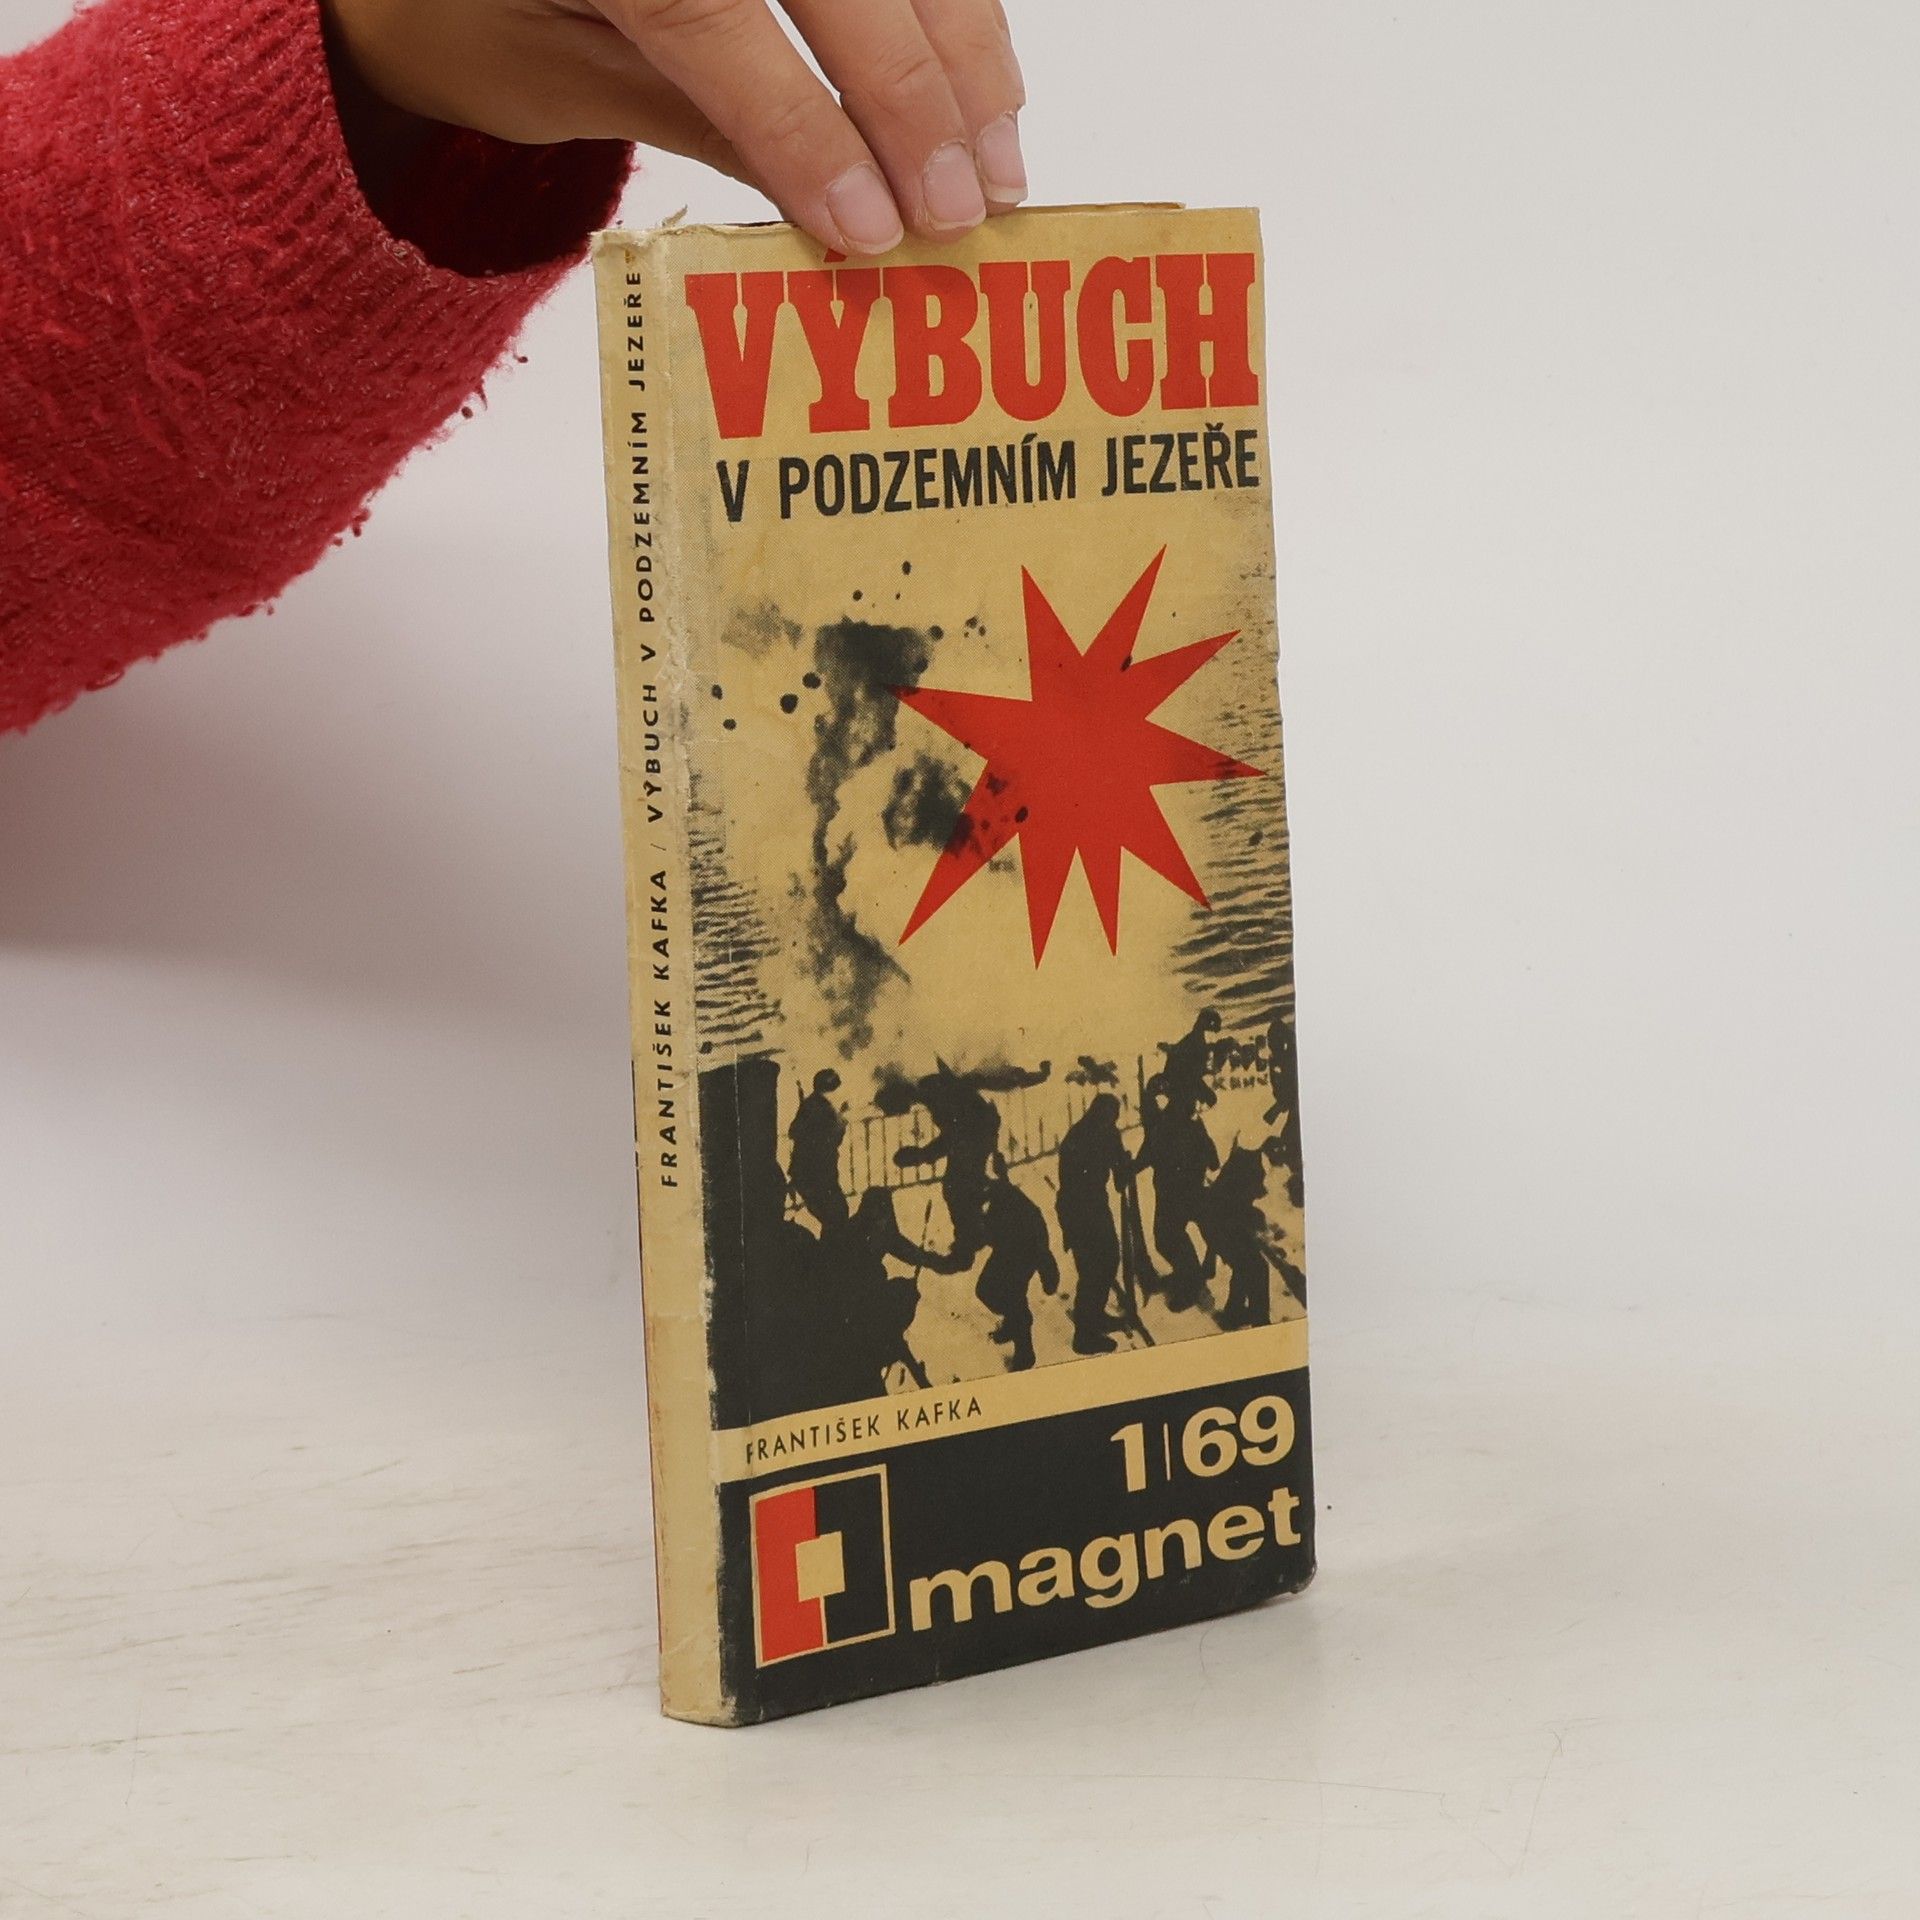 FRANTIŠEK KAFKA / VÝBUCH V PODZEMNÍM JEZEŘE
VÝBUCH
V PODZEMNÍM JEZEŘE
FRANTIŠEK KAFKA
1|69
magnet